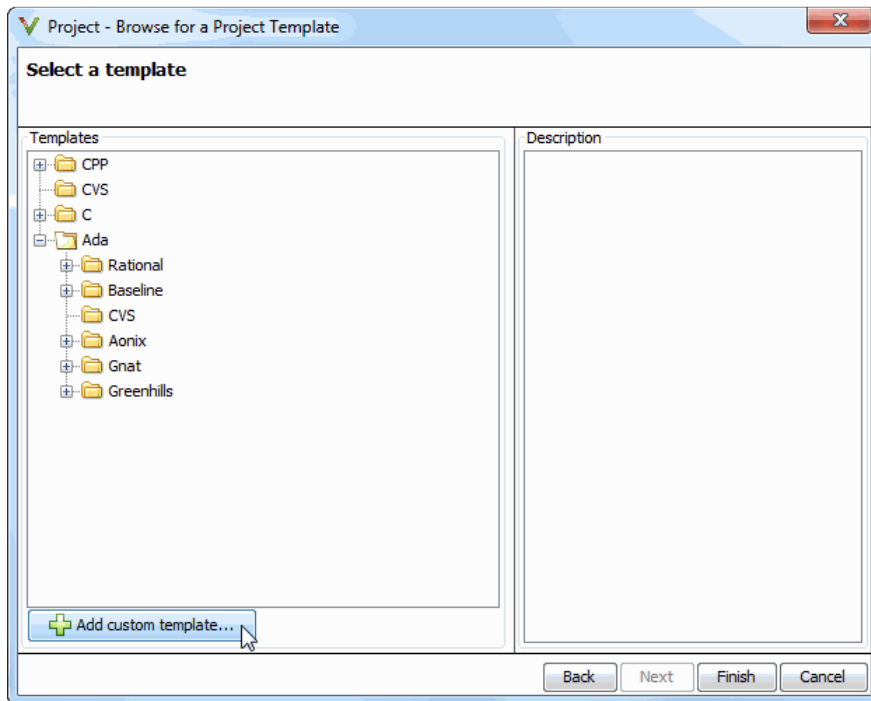 Project - Browse for a Project Template
Select a template
Templates
CPP
CVS
C
Ada
Rational
Baseline
CVS
Aonix
Gnat
Greenhills
Add custom template...
Description
Back Next Finish Cancel